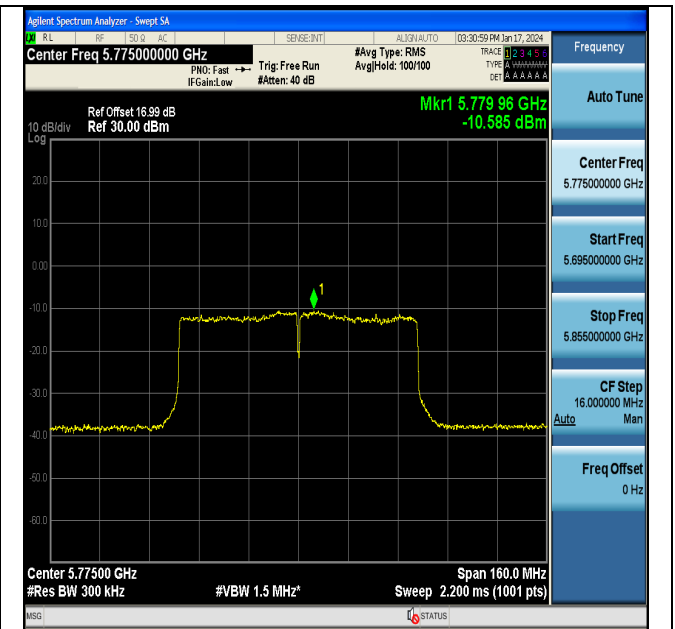 Agilent Spectrum Analyzer - Swept SA
LXI RL RF 50 Ω AC SENSE:INT ALIGN AUTO 03:30:59 PM Jan 17, 2024
Center Freq 5.775000000 GHz
PNO: Fast
IFGain:Low
Trig: Free Run
#Atten: 40 dB
#Avg Type: RMS
Avg|Hold: 100/100
TRACE 1 2 3 4 5 6
TYPE A WWWWW
DET A A A A A A
Ref Offset 16.99 dB
10 dB/div Ref 30.00 dBm
Log
Mkr1 5.779 96 GHz
-10.585 dBm
20.0
10.0
0.00
-10.0
-20.0
-30.0
-40.0
-50.0
-60.0
1
Center 5.77500 GHz Span 160.0 MHz
#Res BW 300 kHz #VBW 1.5 MHz* Sweep 2.200 ms (1001 pts)
MSG STATUS
Frequency
Auto Tune
Center Freq
5.775000000 GHz
Start Freq
5.695000000 GHz
Stop Freq
5.855000000 GHz
CF Step
16.000000 MHz
Auto Man
Freq Offset
0 Hz